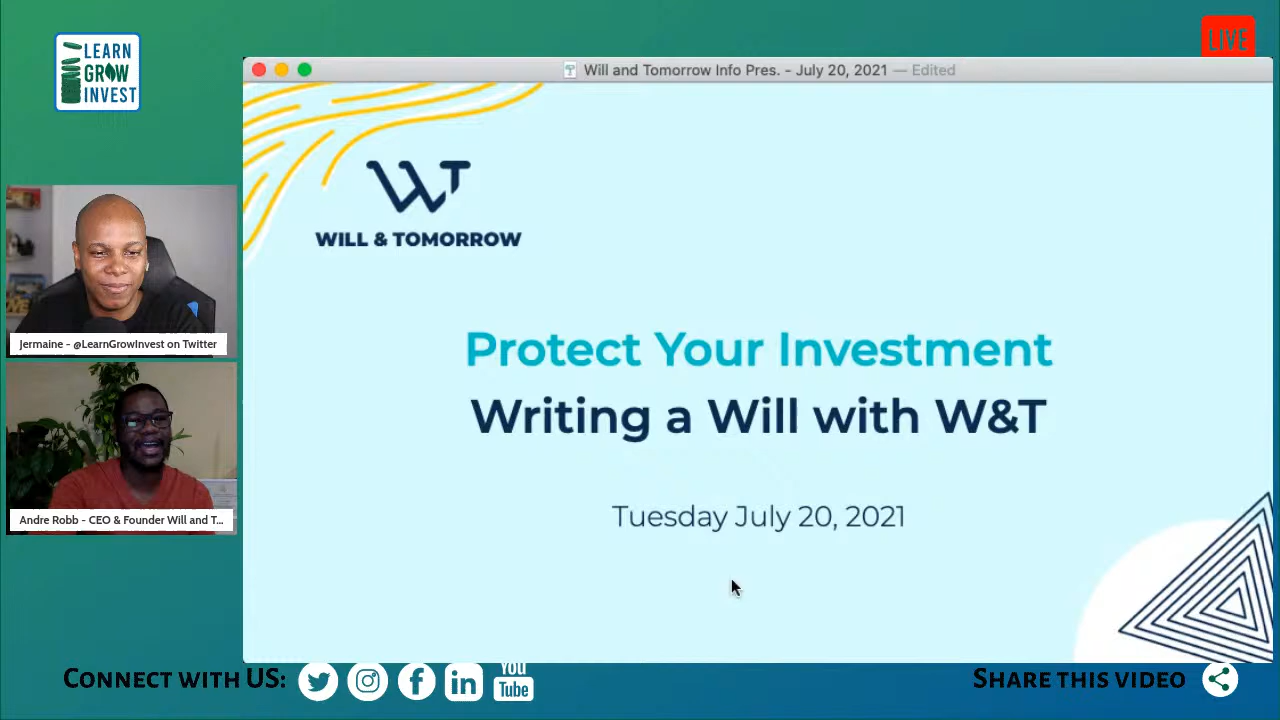 LEARN
GROW
INVEST
LIVE
Will and Tomorrow Info Pres. - July 20, 2021 — Edited
WT
WILL & TOMORROW
Protect Your Investment
Writing a Will with W&T
Tuesday July 20, 2021
Jermaine - @LearnGrowInvest on Twitter
Andre Robb - CEO & Founder Will and T...
CONNECT WITH US:
in
You
Tube
SHARE THIS VIDEO